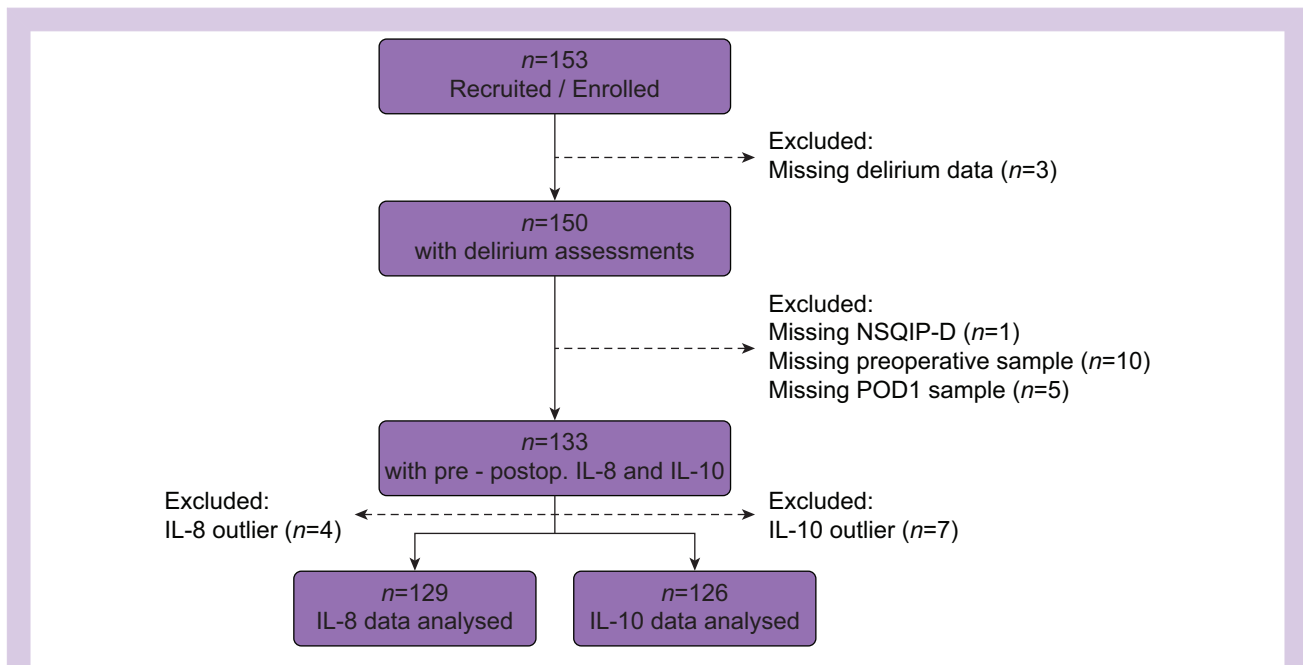 n=153
Recruited / Enrolled
Excluded:
Missing delirium data (n=3)
n=150
with delirium assessments
Excluded:
Missing NSQIP-D (n=1)
Missing preoperative sample (n=10)
Missing POD1 sample (n=5)
n=133
with pre - postop. IL-8 and IL-10
Excluded:
IL-8 outlier (n=4)
Excluded:
IL-10 outlier (n=7)
n=129
IL-8 data analysed
n=126
IL-10 data analysed